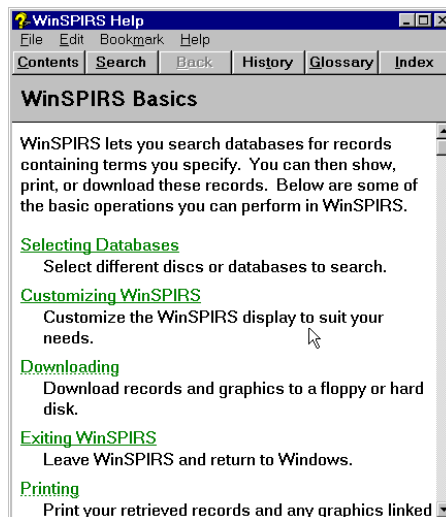 WinSPIRS Help
File Edit Bookmark Help
Contents Search Back History Glossary Index
WinSPIRS Basics
WinSPIRS lets you search databases for records
containing terms you specify. You can then show,
print, or download these records. Below are some of
the basic operations you can perform in WinSPIRS.
Selecting Databases
Select different discs or databases to search.
Customizing WinSPIRS
Customize the WinSPIRS display to suit your
needs.
Downloading
Download records and graphics to a floppy or hard
disk.
Exiting WinSPIRS
Leave WinSPIRS and return to Windows.
Printing
Print your retrieved records and any graphics linked